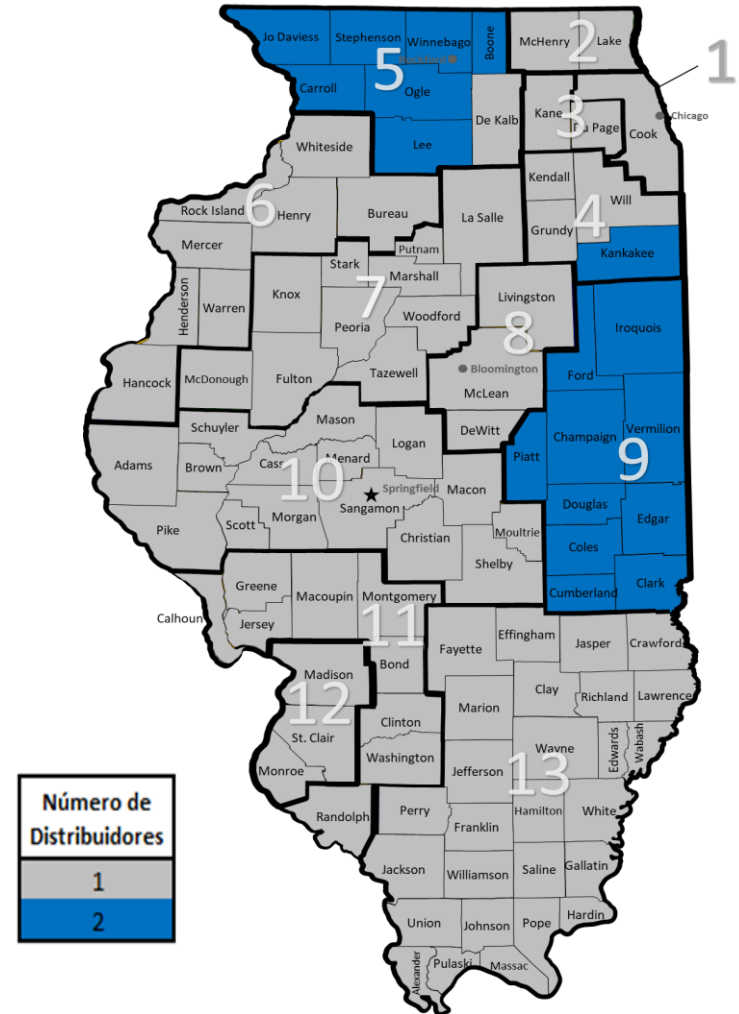 Jo Daviess
Stephenson
Winnebago
Boone
McHenry
Lake
2
1
5
Carroll
Ogle
De Kalb
Kane
3
Du Page
Cook
Chicago
Lee
Whiteside
Kendall
Will
Rock Island
6
Henry
Bureau
La Salle
Grundy
4
Mercer
Putnam
Kankakee
Stark
Marshall
Henderson
Warren
Knox
7
Woodford
Livingston
Iroquois
Peoria
8
Hancock
McDonough
Fulton
Tazewell
Bloomington
McLean
Ford
Schuyler
Mason
Logan
DeWitt
Champaign
Vermilion
Adams
Brown
Cass
Menard
Piatt
9
10
Springfield
Macon
Sangamon
Douglas
Edgar
Pike
Scott
Morgan
Christian
Moultrie
Coles
Shelby
Greene
Macoupin
Montgomery
Cumberland
Clark
Calhoun
Jersey
11
Fayette
Effingham
Jasper
Crawford
Madison
Bond
12
Clay
Richland
Lawrence
Marion
St. Clair
Clinton
Wayne
Edwards
Wabash
Washington
Monroe
Jefferson
13
Número de
Distribuidores
1
2
Randolph
Perry
Hamilton
White
Franklin
Jackson
Williamson
Saline
Gallatin
Union
Johnson
Pope
Hardin
Alexander
Pulaski
Massac